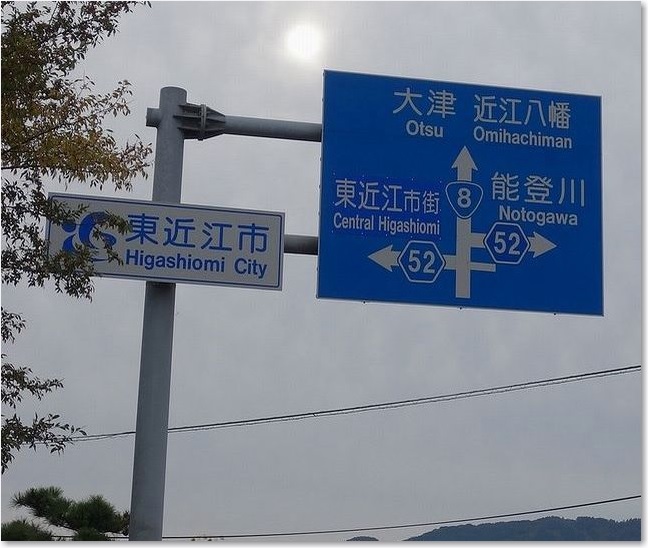 大津 近江八幡
Otsu Omihachiman
東近江市街
Central Higashiomi
8
能登川
Notogawa
52
52
東近江市
Higashiomi City